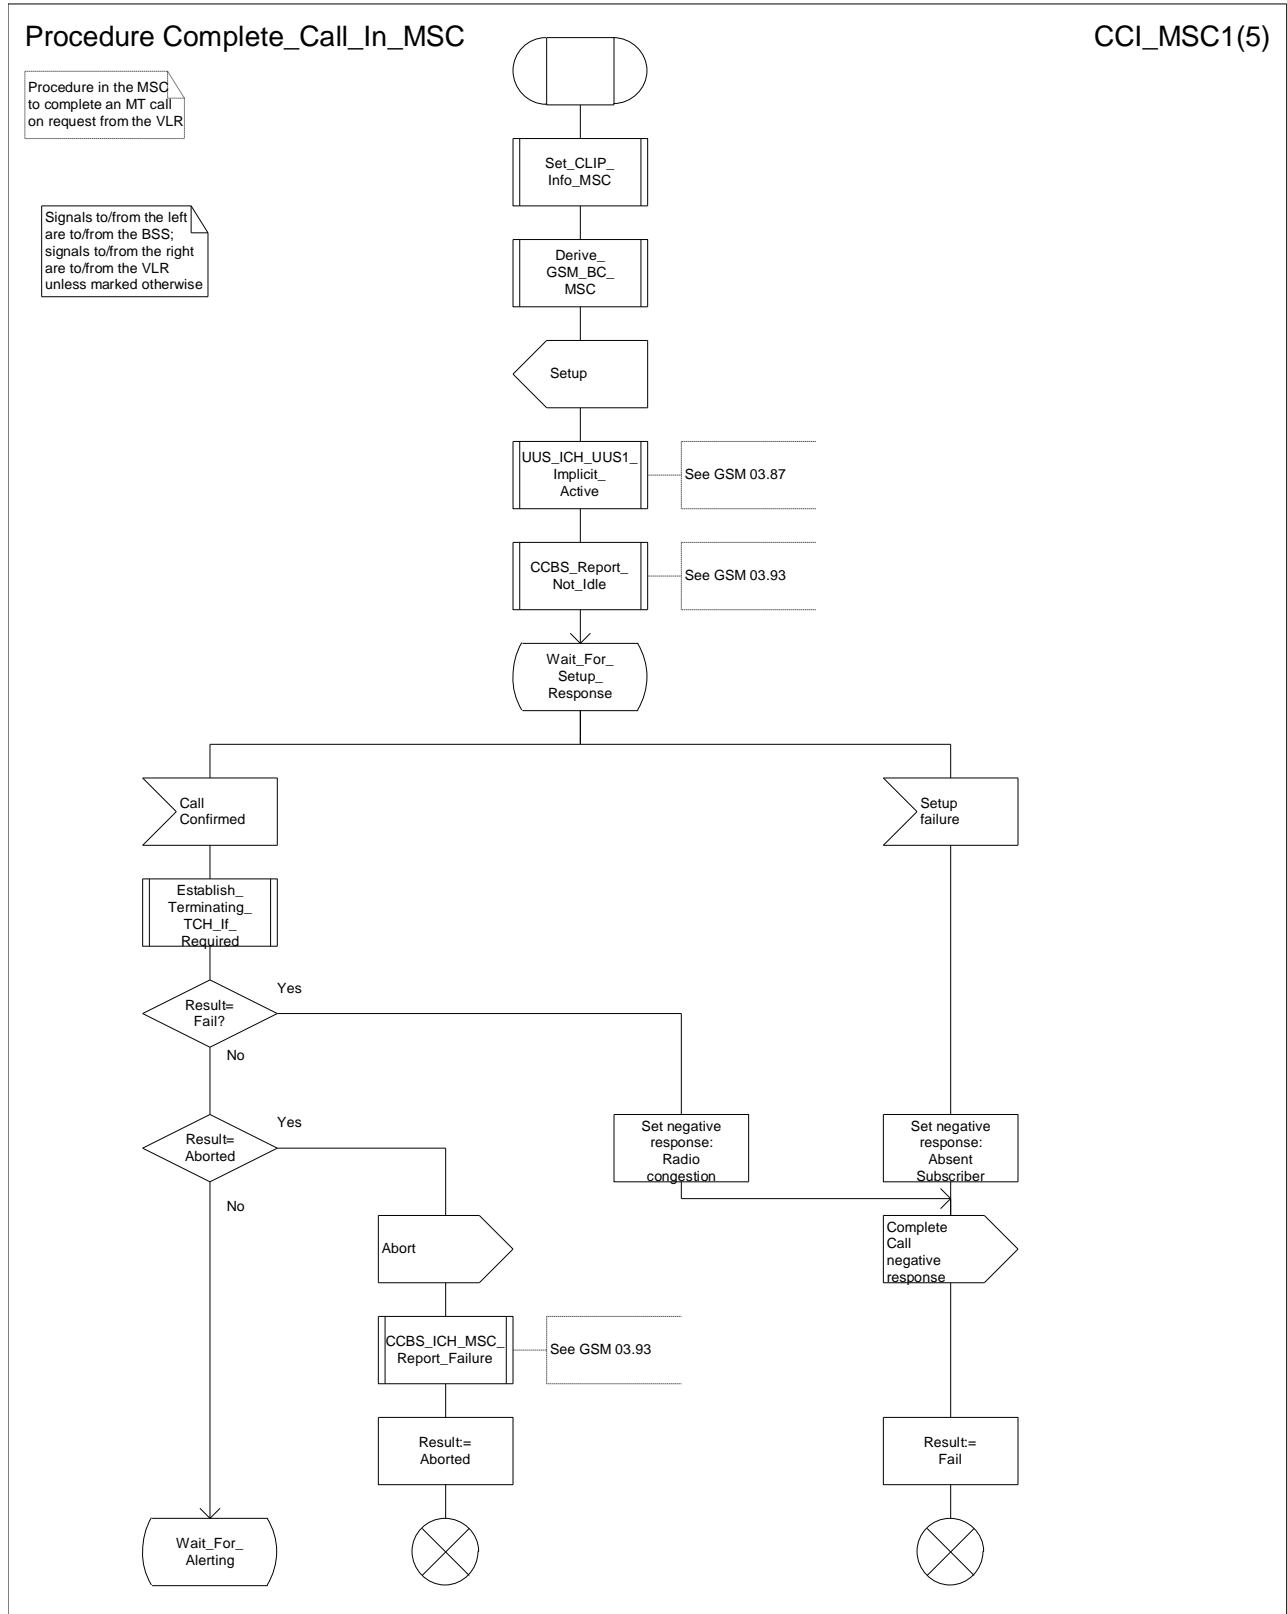 Procedure Complete_Call_In_MSC
CCI_MSC1(5)
Procedure in the MSC
to complete an MT call
on request from the VLR
Signals to/from the left
are to/from the BSS;
signals to/from the right
are to/from the VLR
unless marked otherwise
Set_CLIP_
Info_MSC
Derive_
GSM_BC_
MSC
Setup
UUS_ICH_UUS1_
Implicit_
Active
See GSM 03.87
CCBS_Report_
Not_Idle
See GSM 03.93
Wait_For_
Setup_
Response
Call
Confirmed
Setup
failure
Establish_
Terminating_
TCH_If_
Required
Result=
Fail?
Yes
No
Result=
Aborted
Yes
No
Set negative
response:
Radio
congestion
Set negative
response:
Absent
Subscriber
Abort
Complete
Call
negative
response
CCBS_ICH_MSC_
Report_Failure
See GSM 03.93
Result:=
Aborted
Result:=
Fail
Wait_For_
Alerting